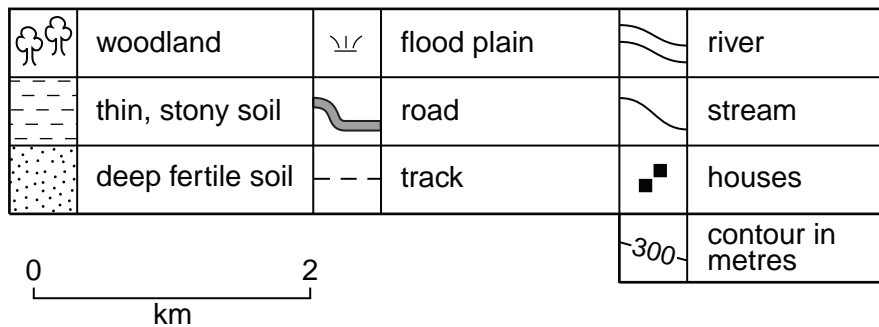 woodland
flood plain
river
thin, stony soil
road
stream
deep fertile soil
track
houses
300
contour in
metres
0
2
km